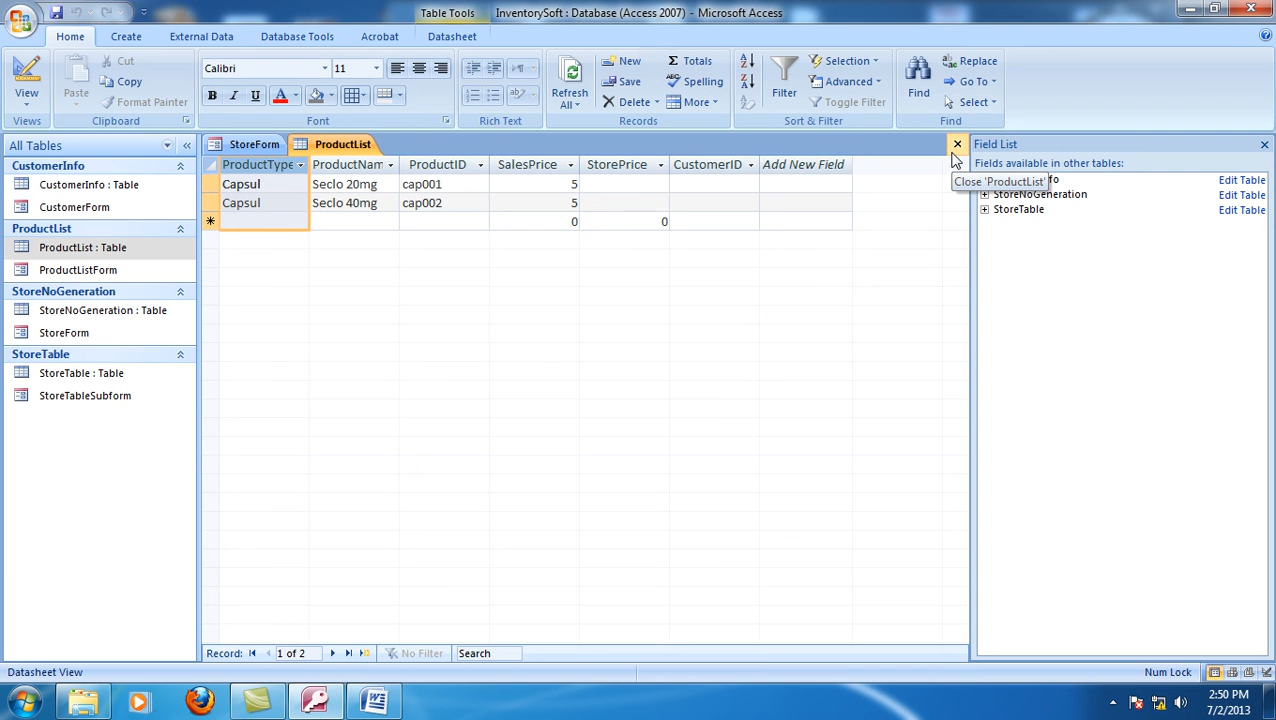 Table Tools
InventorySoft : Database (Access 2007) - Microsoft Access
Home Create External Data Database Tools Acrobat Datasheet
View
Views
Paste
Cut
Copy
Format Painter
Clipboard
Calibri 11
B I U A
Font
Rich Text
Refresh
All
New
Save
Delete
Totals
Spelling
More
Records
Filter
Selection
Advanced
Toggle Filter
Sort & Filter
Find
Replace
Go To
Select
Find
All Tables
CustomerInfo
CustomerInfo : Table
CustomerForm
ProductList
ProductList : Table
ProductListForm
StoreNoGeneration
StoreNoGeneration : Table
StoreForm
StoreTable
StoreTable : Table
StoreTableSubform
StoreForm ProductList
ProductType ProductNam ProductID SalesPrice StorePrice CustomerID Add New Field
Capsul Seclo 20mg cap001 5
Capsul Seclo 40mg cap002 5
0 0
Record: 1 of 2 No Filter Search
Field List
Fields available in other tables:
Close 'ProductList'
fo Edit Table
StoreNoGeneration Edit Table
StoreTable Edit Table
Datasheet View
Num Lock
2:50 PM
7/2/2013